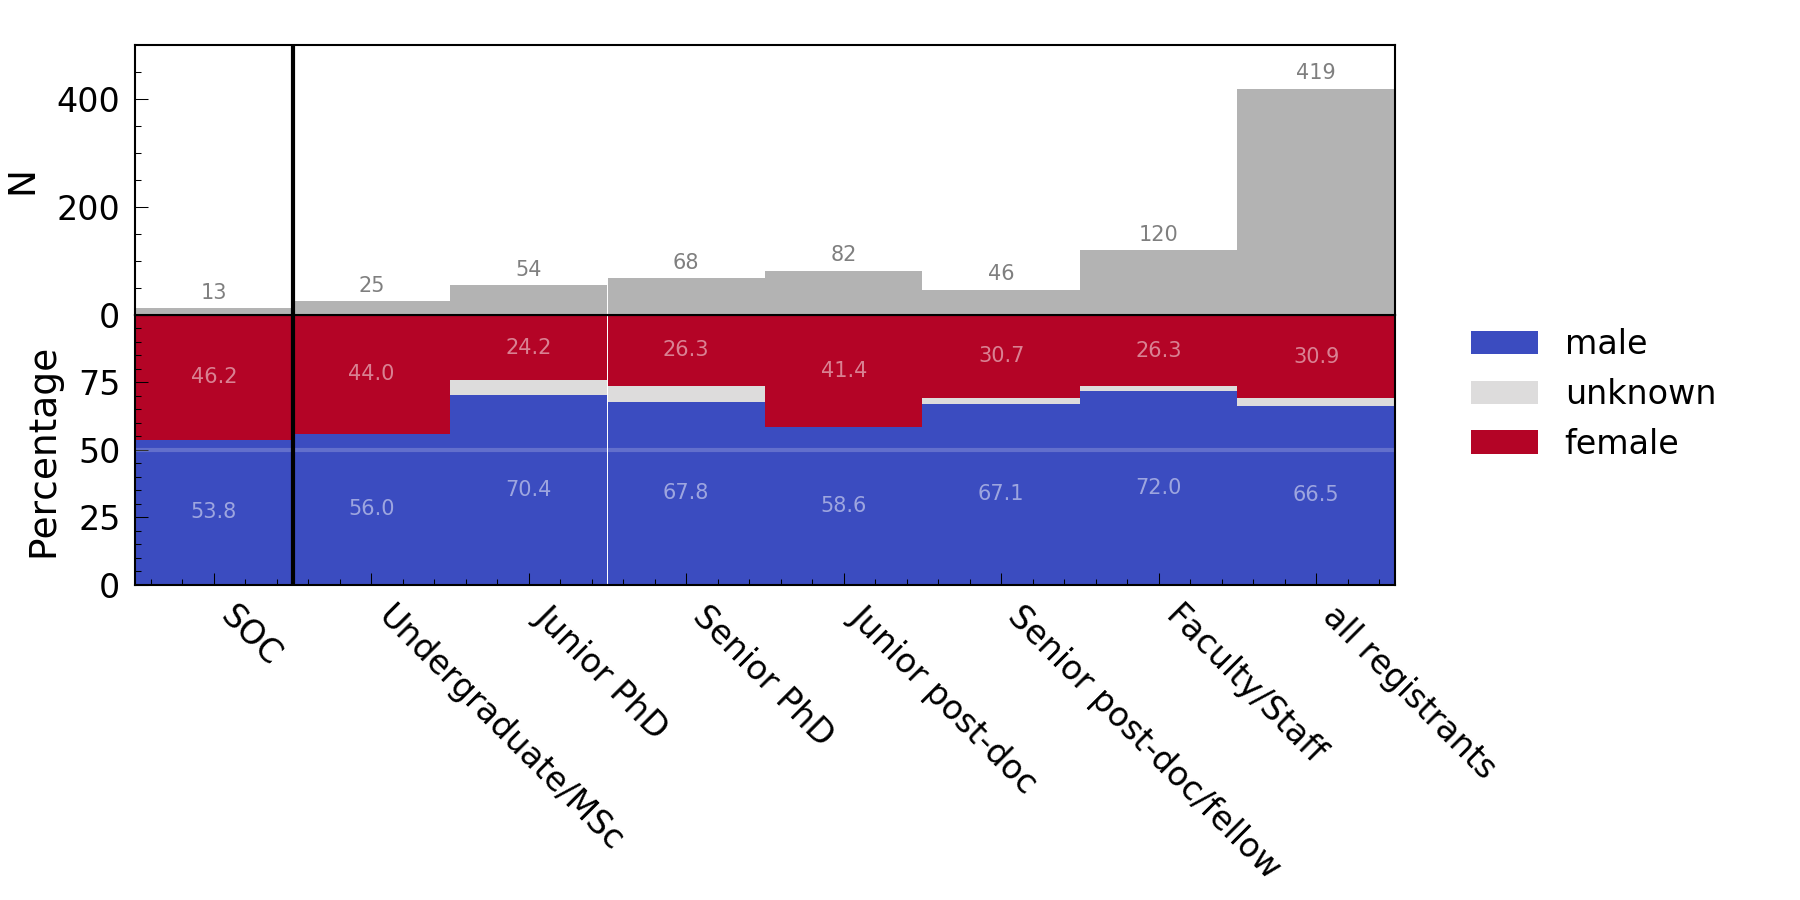 N
400
200
0
13
25
54
68
82
46
120
419
Percentage
75
50
25
0
46.2
44.0
24.2
26.3
41.4
30.7
26.3
30.9
53.8
56.0
70.4
67.8
58.6
67.1
72.0
66.5
SOC
Undergraduate/MSc
Junior PhD
Senior PhD
Junior post-doc
Senior post-doc/fellow
Faculty/Staff
all registrants
male
unknown
female